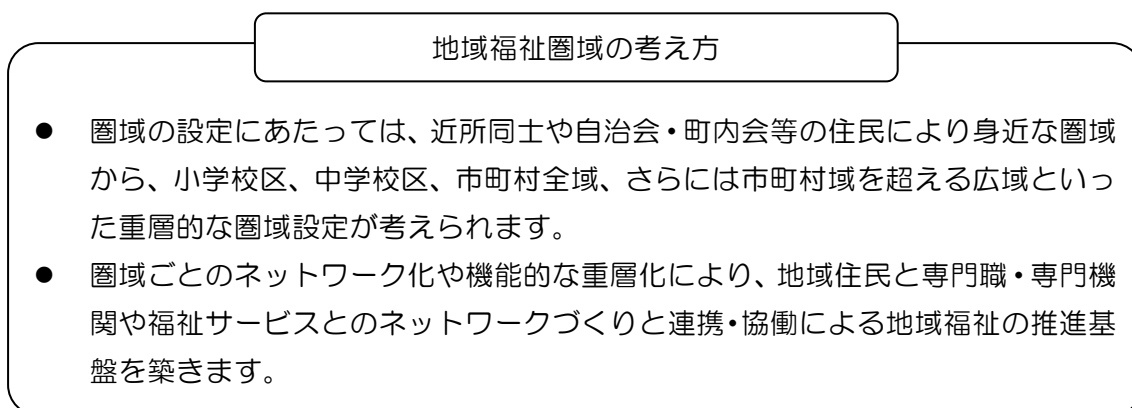 地域福祉圏域の考え方
● 圏域の設定にあたっては、近所同士や自治会・町内会等の住民により身近な圏域
から、小学校区、中学校区、市町村全域、さらには市町村域を超える広域といっ
た重層的な圏域設定が考えられます。
● 圏域ごとのネットワーク化や機能的な重層化により、地域住民と専門職・専門機
関や福祉サービスとのネットワークづくりと連携・協働による地域福祉の推進基
盤を築きます。